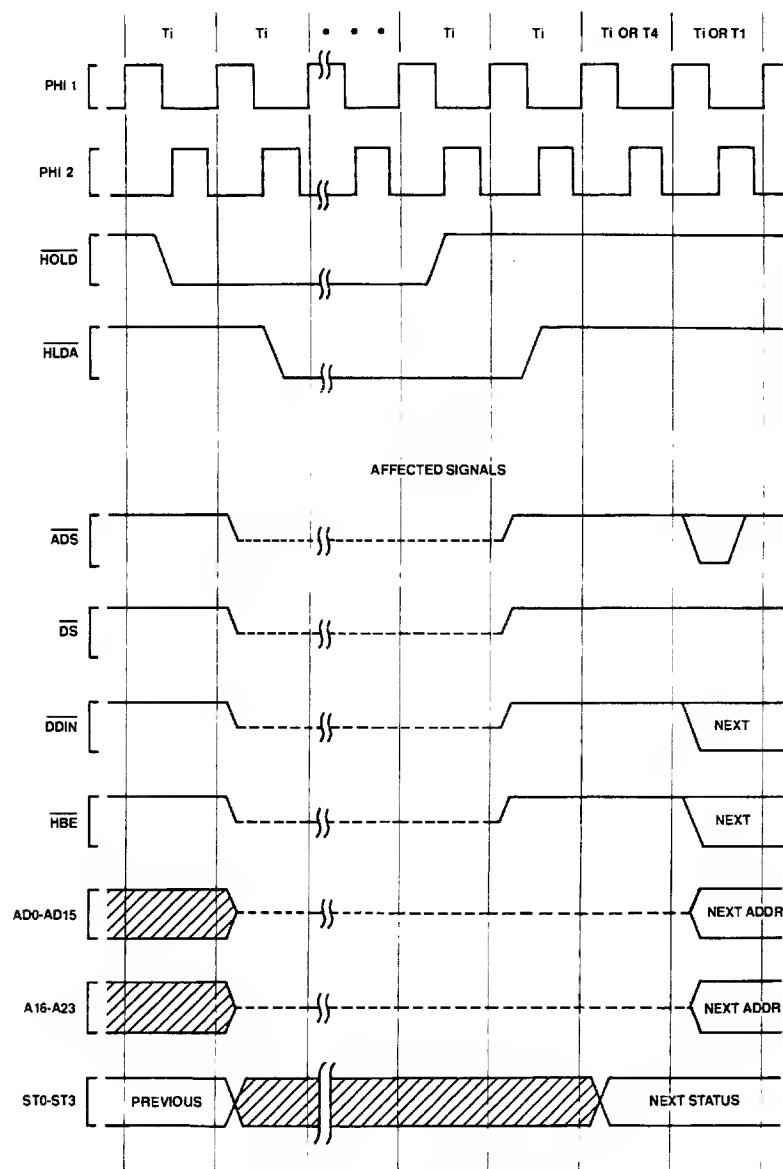 Ti Ti • • • Ti Ti Ti OR T4 Ti OR T1
PHI 1
PHI 2
HOLD
HLDA
AFFECTED SIGNALS
ADS
DS
DDIN NEXT
HBE NEXT
AD0-AD15 NEXT ADDR
A16-A23 NEXT ADDR
ST0-ST3 PREVIOUS NEXT STATUS